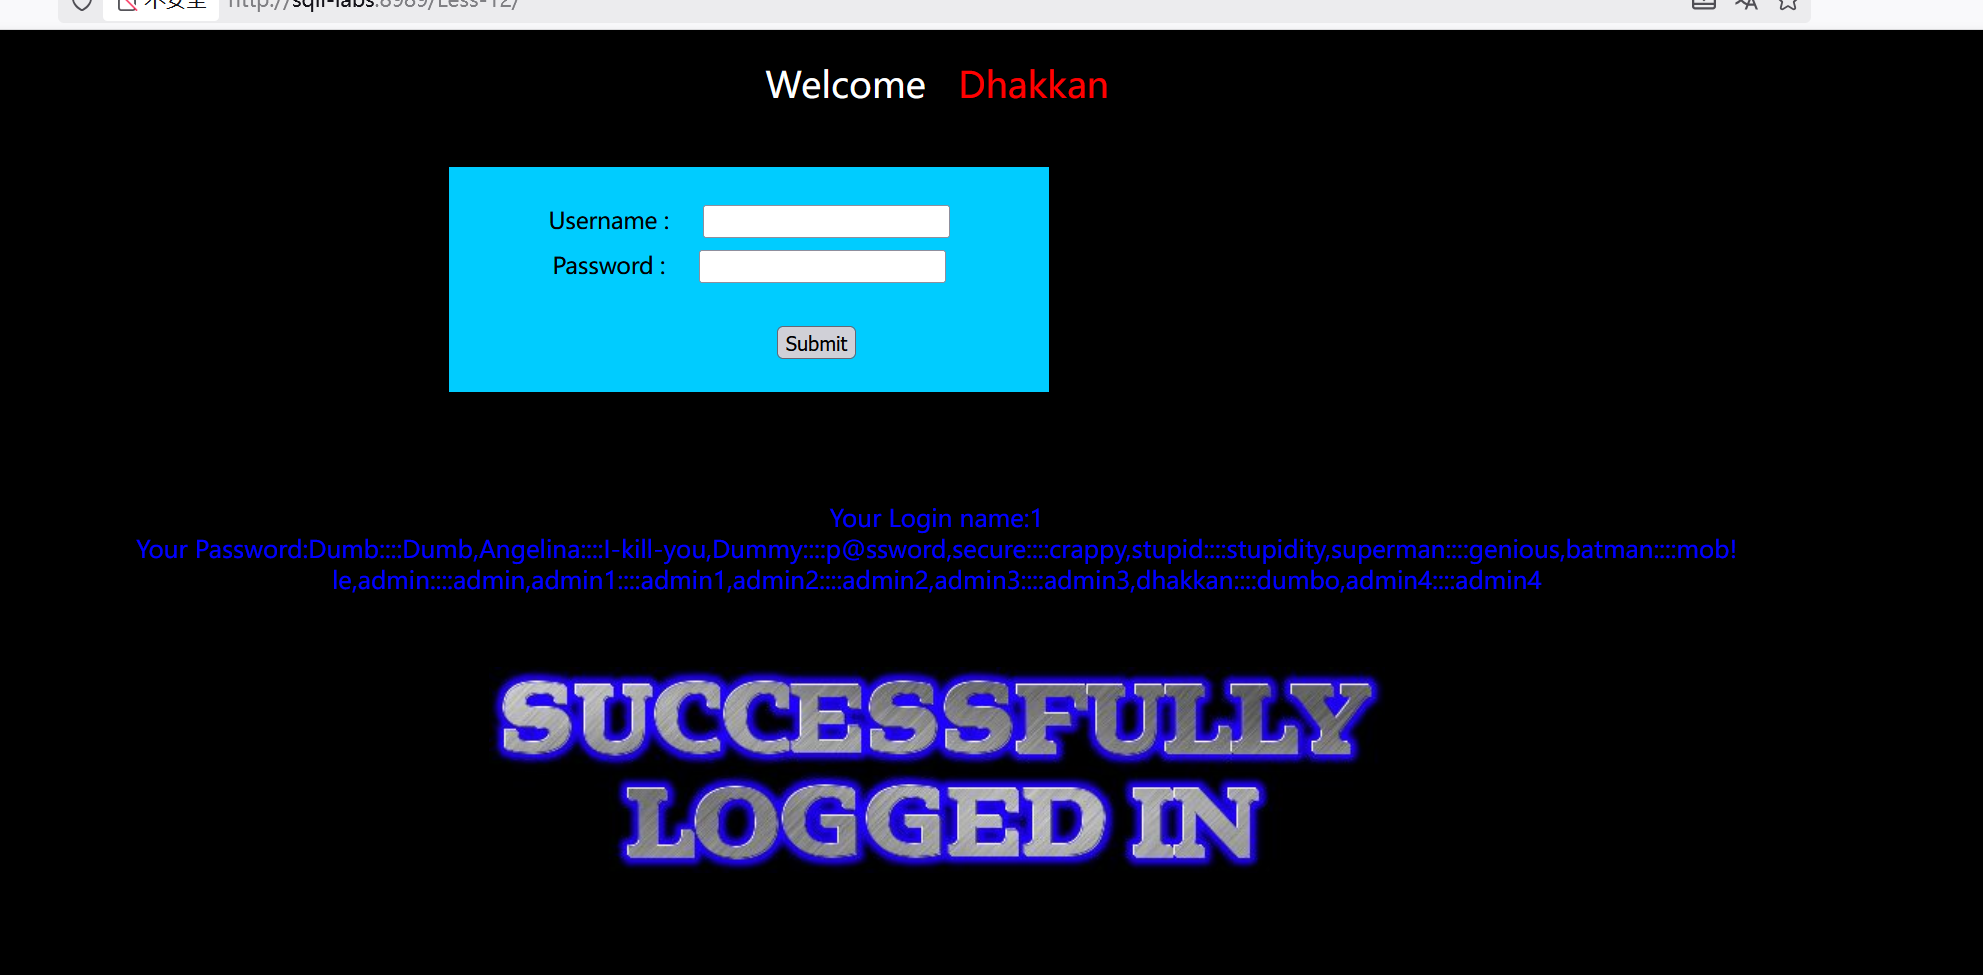 不安全 http://sqli-labs:8989/Less-12/
Welcome Dhakkan
Username :
Password :
Submit
Your Login name:1
Your Password:Dumb::::Dumb,Angelina::::I-kill-you,Dummy::::p@ssword,secure::::crappy,stupid::::stupidity,superman::::genious,batman::::mob!
le,admin::::admin,admin1::::admin1,admin2::::admin2,admin3::::admin3,dhakkan::::dumbo,admin4::::admin4
SUCCESSFULLY
LOGGED IN